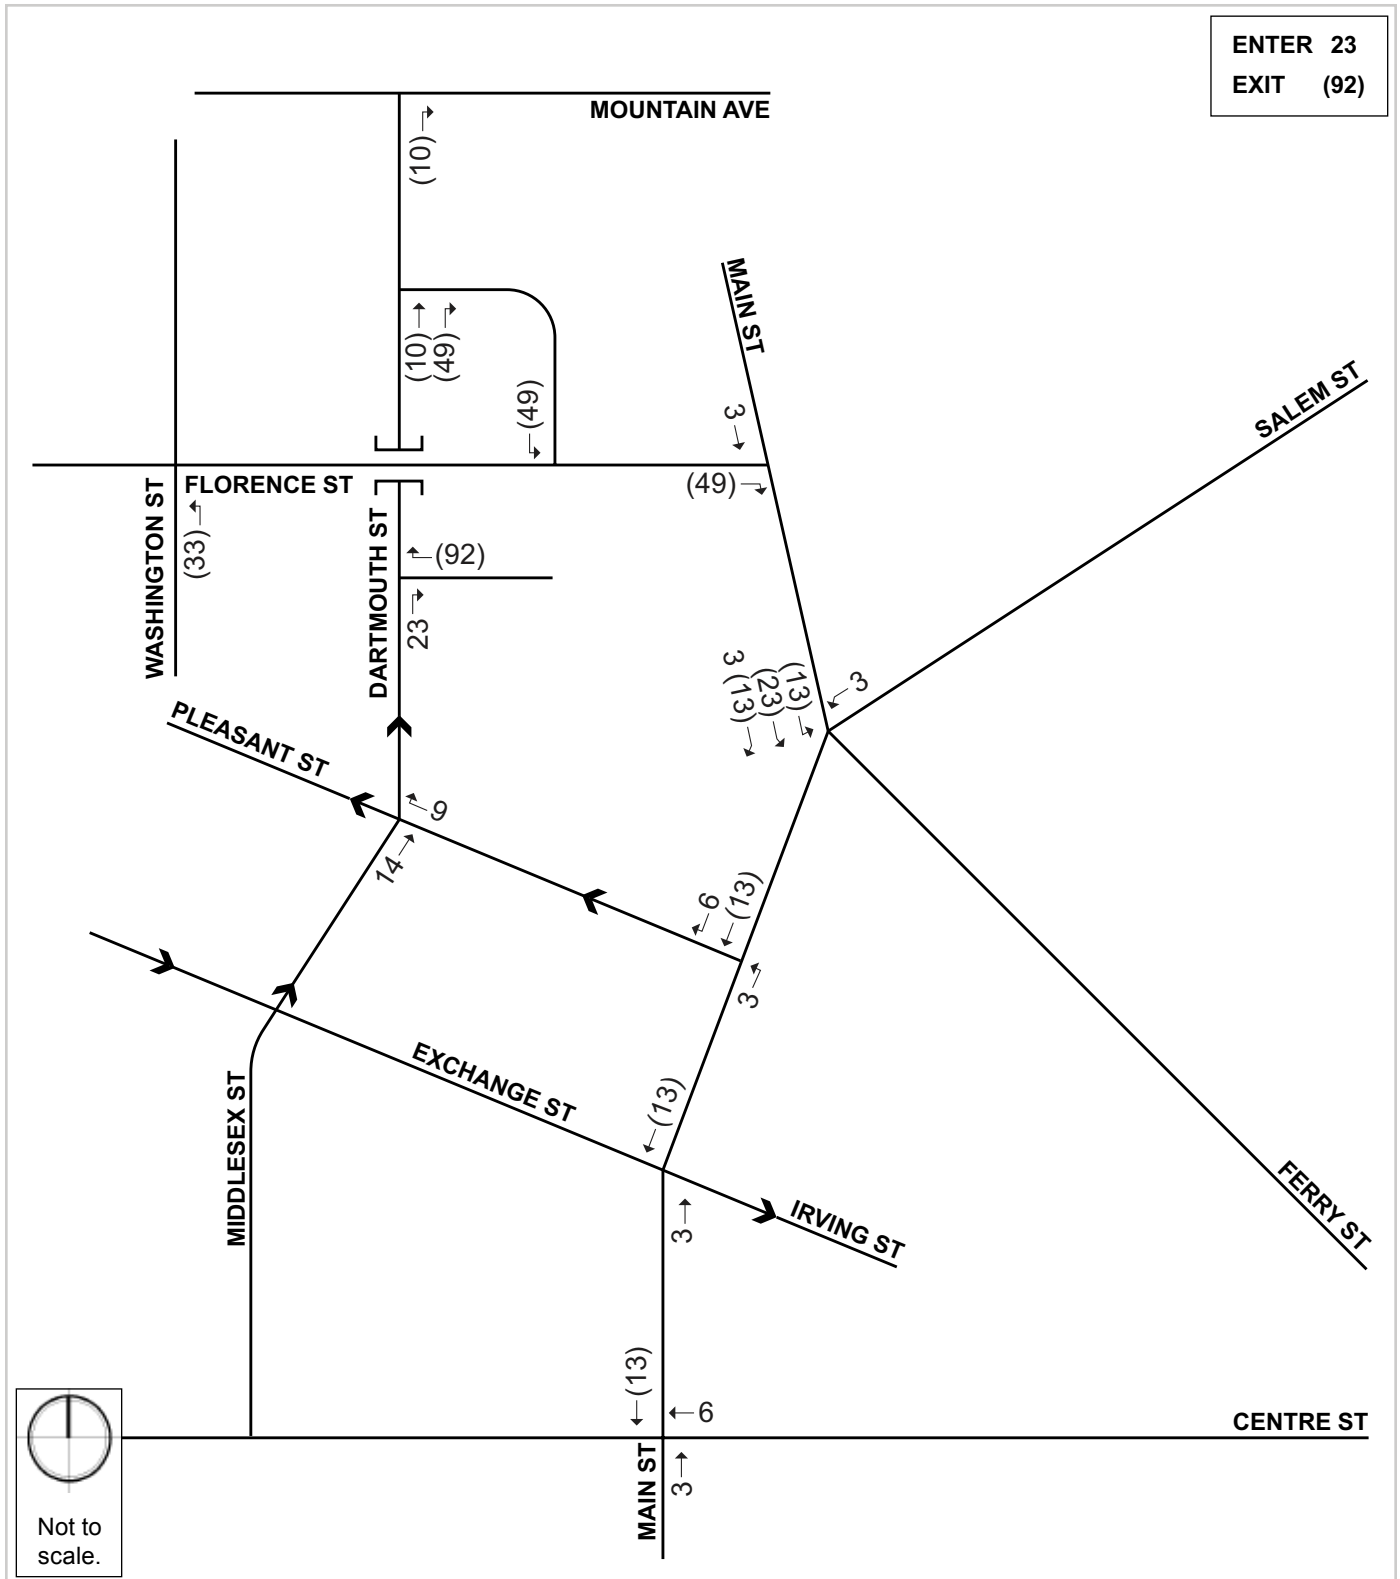 ENTER 23
EXIT (92)
MOUNTAIN AVE
(10)
MAIN ST
(10)
(49)
(49)
3
SALEM ST
FLORENCE ST
(49)
WASHINGTON ST
(33)
DARTMOUTH ST
(92)
23
3
(13)
(23)
(13)
3
PLEASANT ST
9
14
6
(13)
3
EXCHANGE ST
(13)
MIDDLESEX ST
3
IRVING ST
FERRY ST
(13)
6
CENTRE ST
MAIN ST
3
Not to
scale.